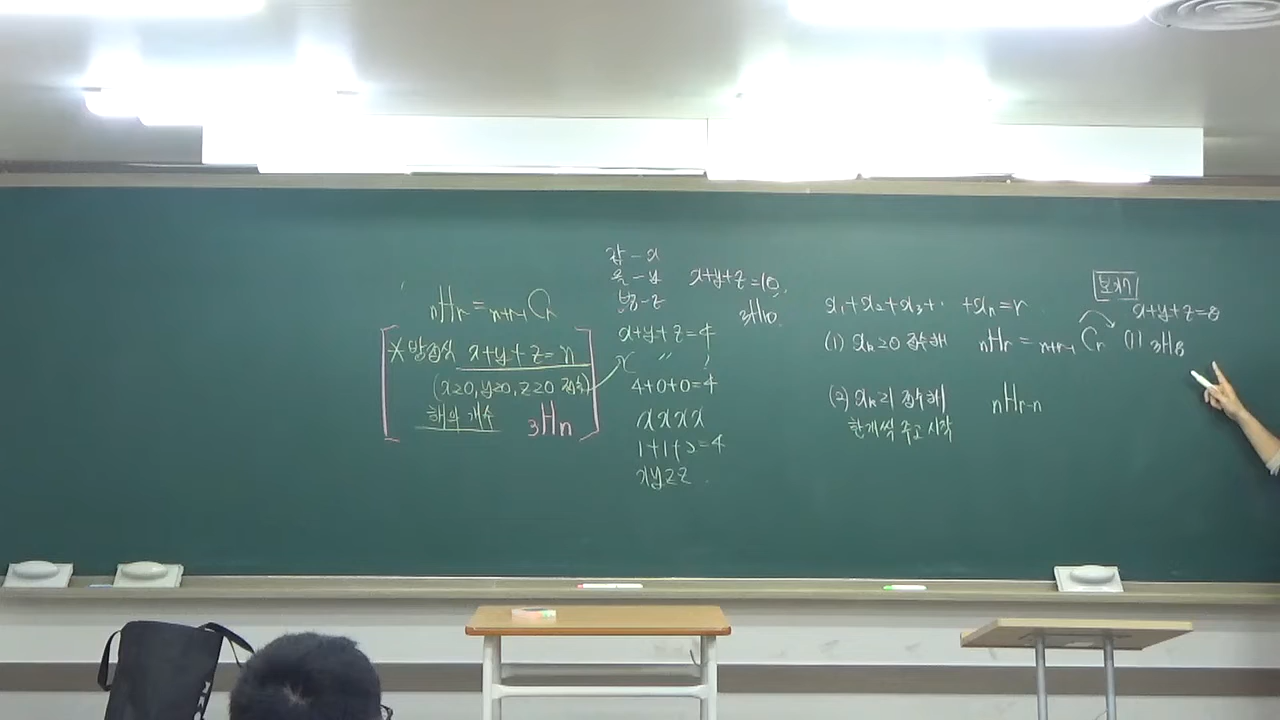 nHr = n+r-1Cr
※방정식 x+y+z=n
(x≥0, y≥0, z≥0 정수)
해의 개수 3Hn
갑-x
을-y
병-z
x+y+z=10
3H10
x+y+z=4
4+0+0=4
xxxx
1+1+2=4
xyzz
x₁+x₂+x₃+ +xn=r
(1) xk≥0 정수해 nHr = n+r-1Cr
(2) xk≥1 정수해 nHr-n
한개씩 주고 시작
보기7
x+y+z=8
(1) 3H8